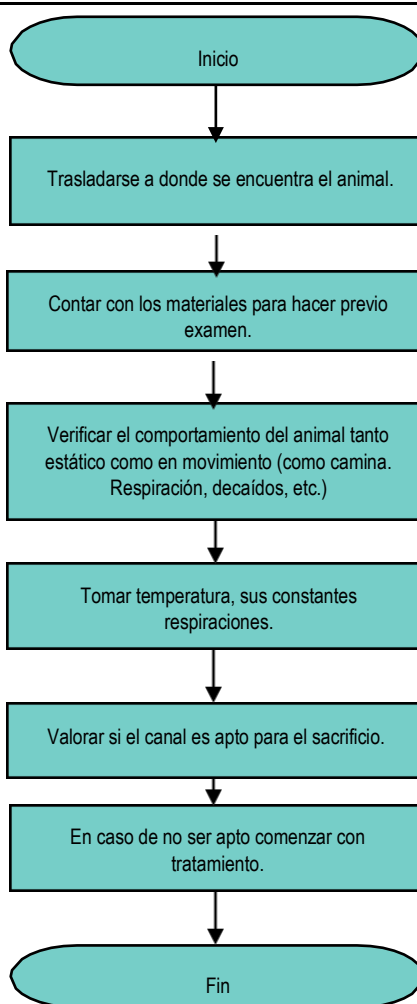 Inicio
Trasladarse a donde se encuentra el animal.
Contar con los materiales para hacer previo
examen.
Verificar el comportamiento del animal tanto
estático como en movimiento (como camina.
Respiración, decaídos, etc.)
Tomar temperatura, sus constantes
respiraciones.
Valorar si el canal es apto para el sacrificio.
En caso de no ser apto comenzar con
tratamiento.
Fin